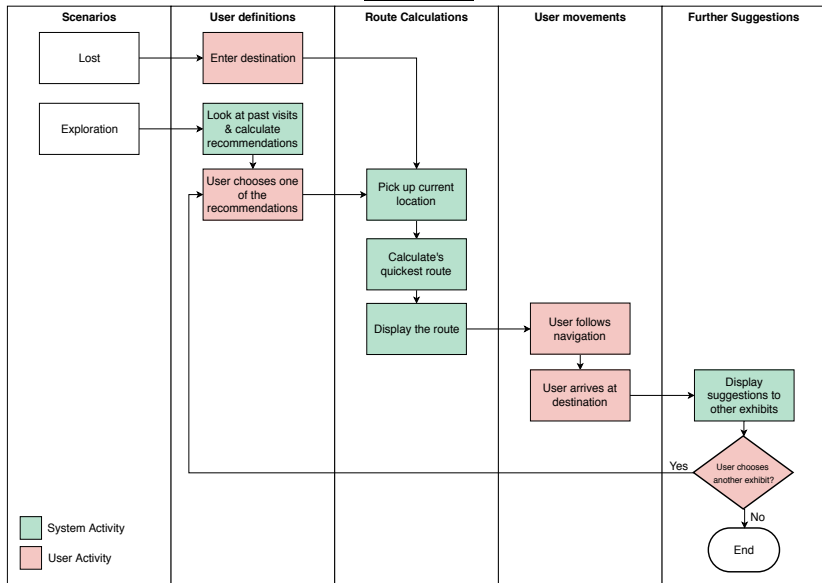 Scenarios
User definitions
Route Calculations
User movements
Further Suggestions
Lost
Enter destination
Exploration
Look at past visits
& calculate
recommendations
User chooses one
of the
recommendations
Pick up current
location
Calculate's
quickest route
Display the route
User follows
navigation
User arrives at
destination
Display
suggestions to
other exhibits
User chooses
another exhibit?
Yes
No
End
System Activity
User Activity